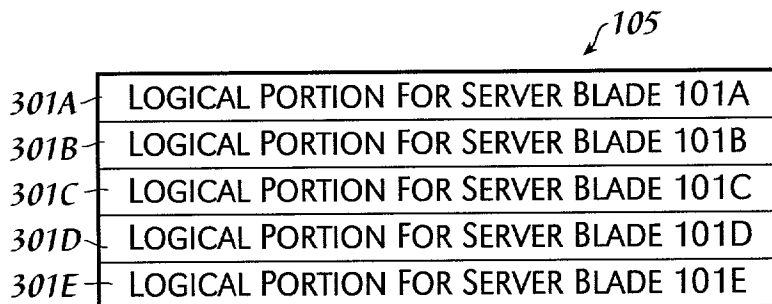 105
301A LOGICAL PORTION FOR SERVER BLADE 101A
301B LOGICAL PORTION FOR SERVER BLADE 101B
301C LOGICAL PORTION FOR SERVER BLADE 101C
301D LOGICAL PORTION FOR SERVER BLADE 101D
301E LOGICAL PORTION FOR SERVER BLADE 101E